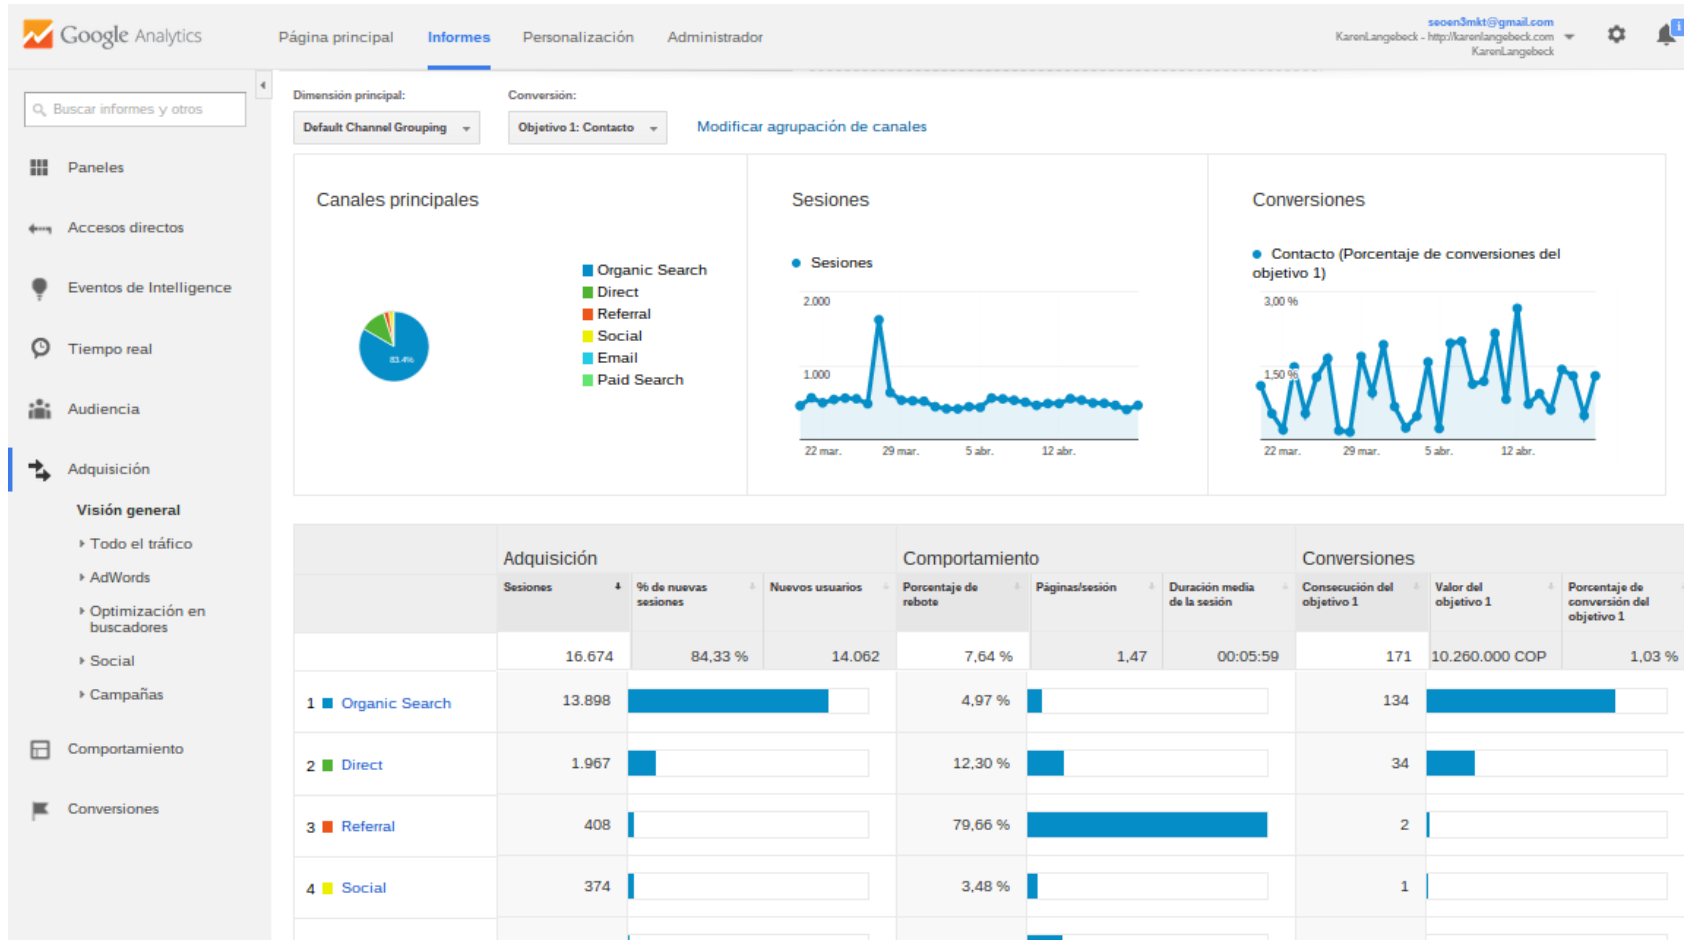 Google Analytics
Página principal
Informes
Personalización
Administrador
seoen3mkt@gmail.com
KarenLangebeck - http://karenlangebeck.com
KarenLangebeck
i
Buscar informes y otros
Paneles
Accesos directos
Eventos de Intelligence
Tiempo real
Audiencia
Adquisición
Visión general
Todo el tráfico
AdWords
Optimización en
buscadores
Social
Campañas
Comportamiento
Conversiones
Dimensión principal:
Conversión:
Default Channel Grouping
Objetivo 1: Contacto
Modificar agrupación de canales
Canales principales
83.4%
Organic Search
Direct
Referral
Social
Email
Paid Search
Sesiones
Sesiones
2.000
1.000
22 mar.
29 mar.
5 abr.
12 abr.
Conversiones
Contacto (Porcentaje de conversiones del
objetivo 1)
3,00 %
1,50 %
22 mar.
29 mar.
5 abr.
12 abr.
Adquisición
Comportamiento
Conversiones
Sesiones
% de nuevas
sesiones
Nuevos usuarios
Porcentaje de
rebote
Páginas/sesión
Duración media
de la sesión
Consecución del
objetivo 1
Valor del
objetivo 1
Porcentaje de
conversión del
objetivo 1
16.674
84,33 %
14.062
7,64 %
1,47
00:05:59
171
10.260.000 COP
1,03 %
1 Organic Search 13.898 4,97 % 134
2 Direct 1.967 12,30 % 34
3 Referral 408 79,66 % 2
4 Social 374 3,48 % 1